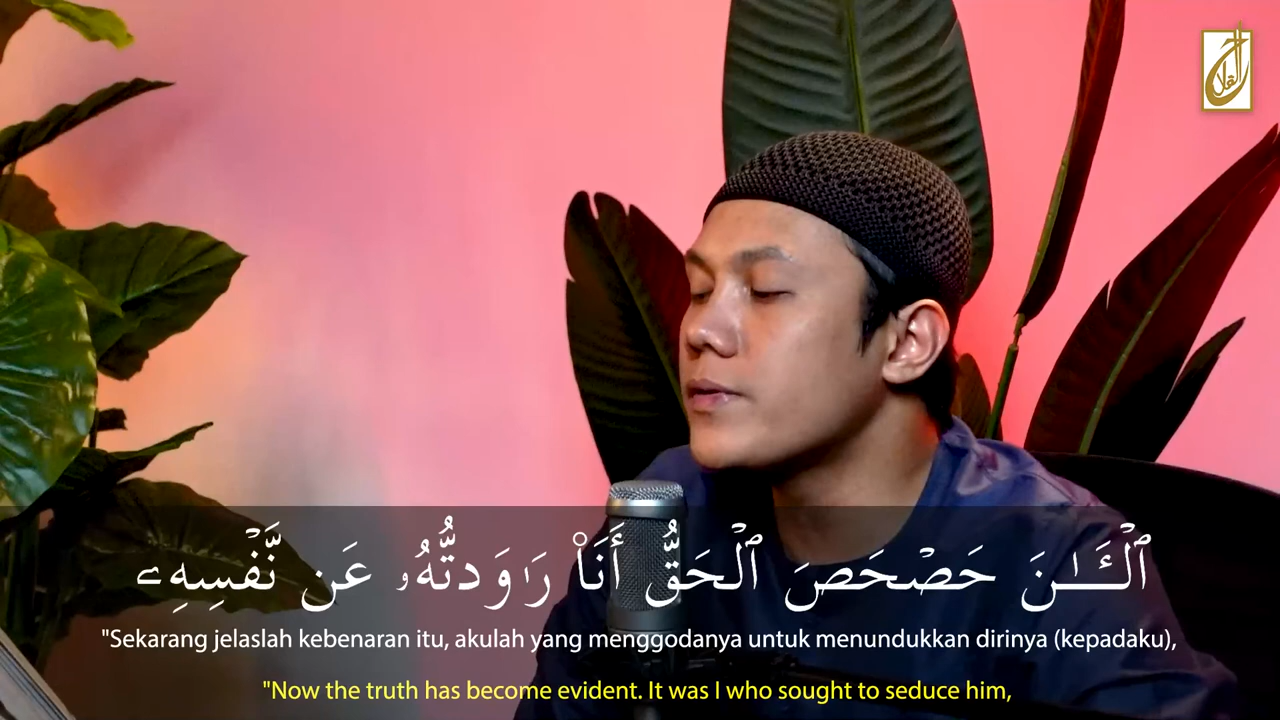 الفلاح
ٱلْـَٔـٰنَ حَصْحَصَ ٱلْحَقُّ أَنَا۠ رَٰوَدتُّهُۥ عَن نَّفْسِهِۦ
"Sekarang jelaslah kebenaran itu, akulah yang menggodanya untuk menundukkan dirinya (kepadaku),
"Now the truth has become evident. It was I who sought to seduce him,